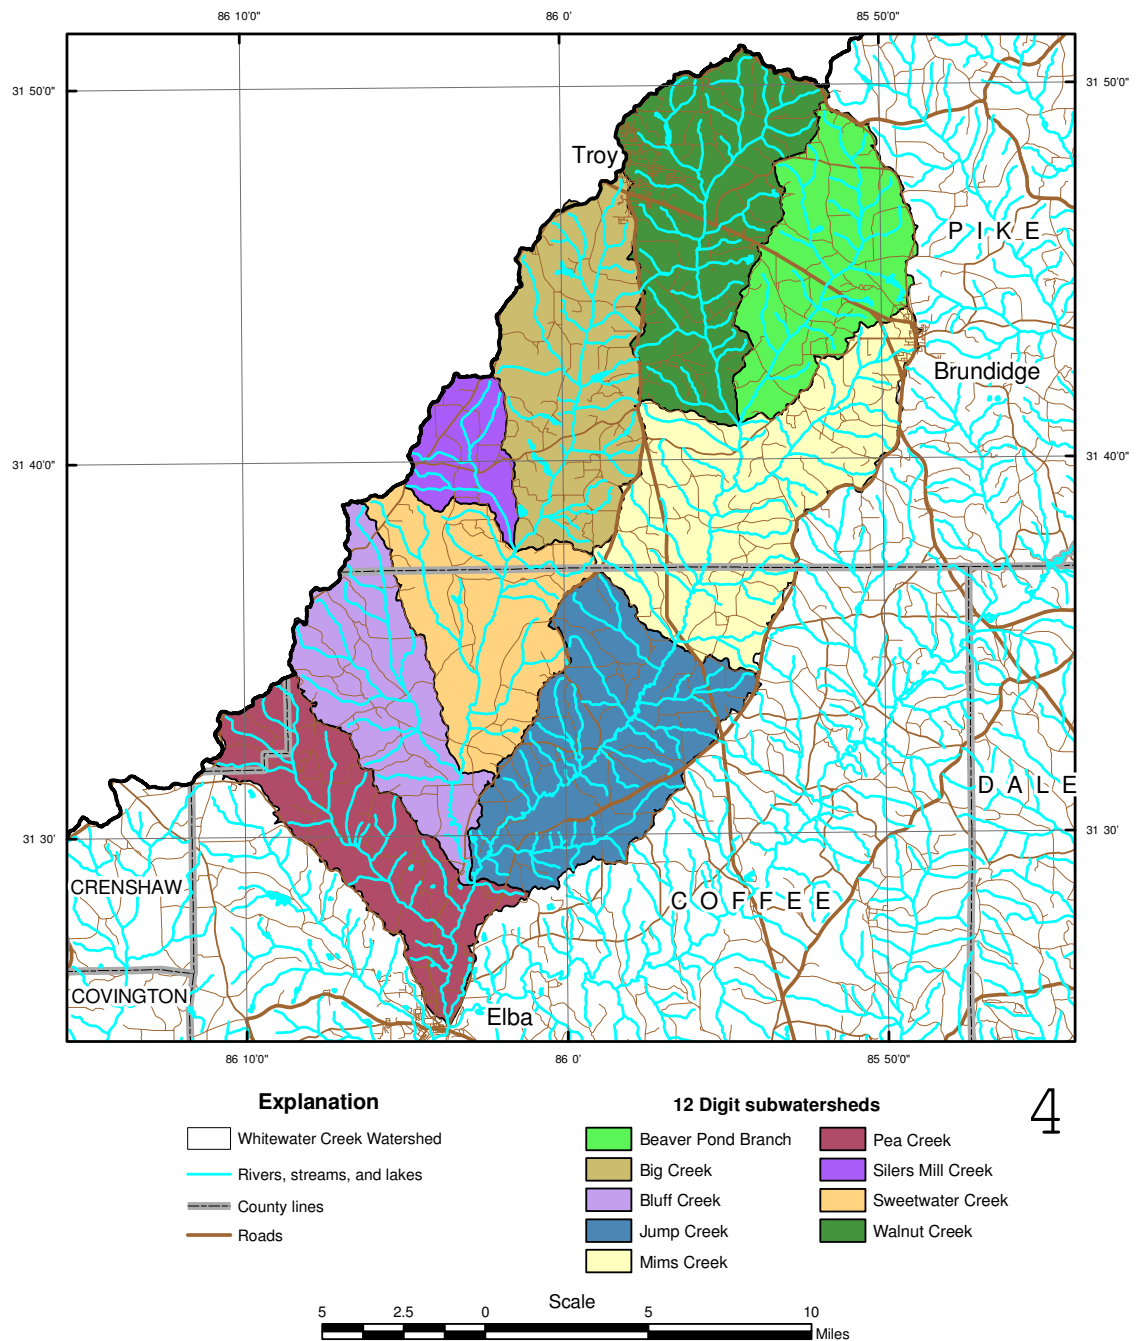 86 10'0" 86 0' 85 50'0"
31 50'0" 31 50'0"
Troy
P I K E
Brundidge
31 40'0" 31 40'0"
D A L E
31 30' 31 30'
CRENSHAW
C O F F E E
COVINGTON
Elba
86 10'0" 86 0' 85 50'0"
Explanation
Whitewater Creek Watershed
Rivers, streams, and lakes
County lines
Roads
12 Digit subwatersheds
Beaver Pond Branch
Big Creek
Bluff Creek
Jump Creek
Mims Creek
Pea Creek
Silers Mill Creek
Sweetwater Creek
Walnut Creek
4
Scale
5 2.5 0 5 10
Miles